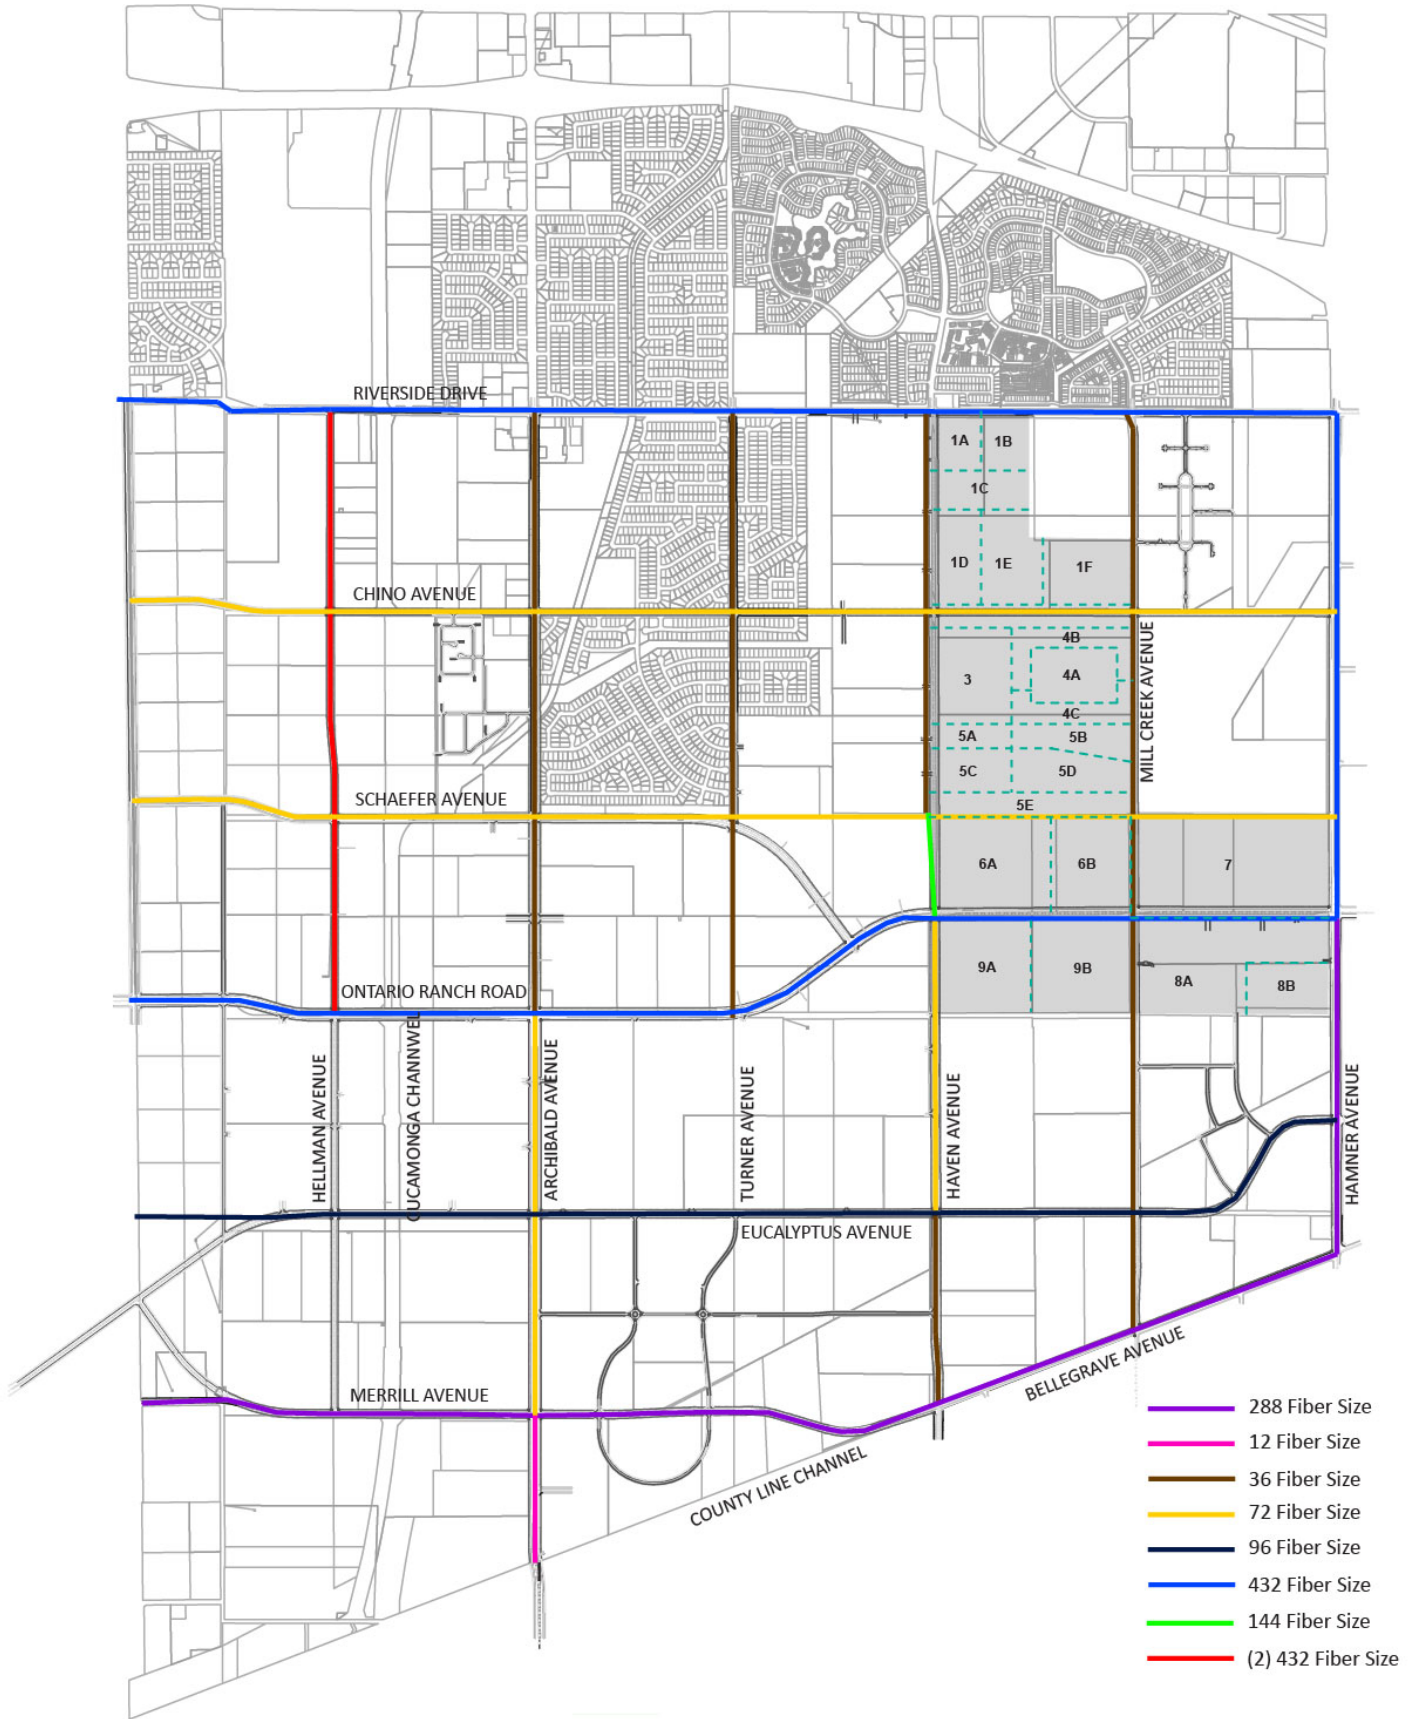 RIVERSIDE DRIVE
1A
1B
1C
1D
1E
1F
CHINO AVENUE
4B
3
4A
4C
5A
5B
5C
5D
5E
MILL CREEK AVENUE
SCHAEFER AVENUE
6A
6B
7
9A
9B
8A
8B
ONTARIO RANCH ROAD
HELLMAN AVENUE
CUCAMONGA CHANNWEL
ARCHIBALD AVENUE
TURNER AVENUE
HAVEN AVENUE
HAMNER AVENUE
EUCALYPTUS AVENUE
MERRILL AVENUE
BELLEGRAVE AVENUE
COUNTY LINE CHANNEL
288 Fiber Size
12 Fiber Size
36 Fiber Size
72 Fiber Size
96 Fiber Size
432 Fiber Size
144 Fiber Size
(2) 432 Fiber Size